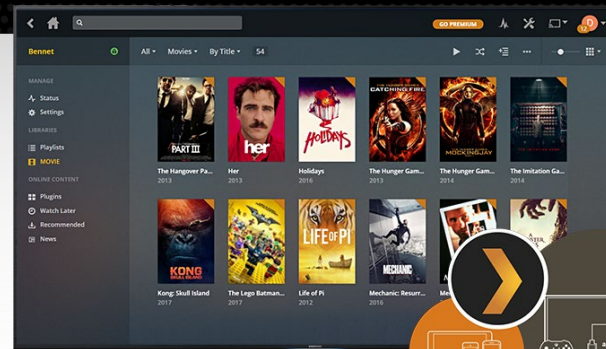 GO PREMIUM
12
Bennet
All
Movies
By Title
54
MANAGE
Status
Settings
LIBRARIES
Playlists
MOVIE
ONLINE CONTENT
Plugins
Watch Later
Recommended
News
PART III
her
HOLIDAYS
CATCHING FIRE
MOCKINGJAY
The Hangover Pa...
2013
Her
2013
Holidays
2016
The Hunger Gam...
2013
The Hunger Gam...
2014
The Imitation Ga...
2014
KONG
SKULL ISLAND
LIFE OF PI
MECHANIC
Kong: Skull Island
2017
The Lego Batman...
2017
Life of Pi
2012
Mechanic: Resurr...
2016